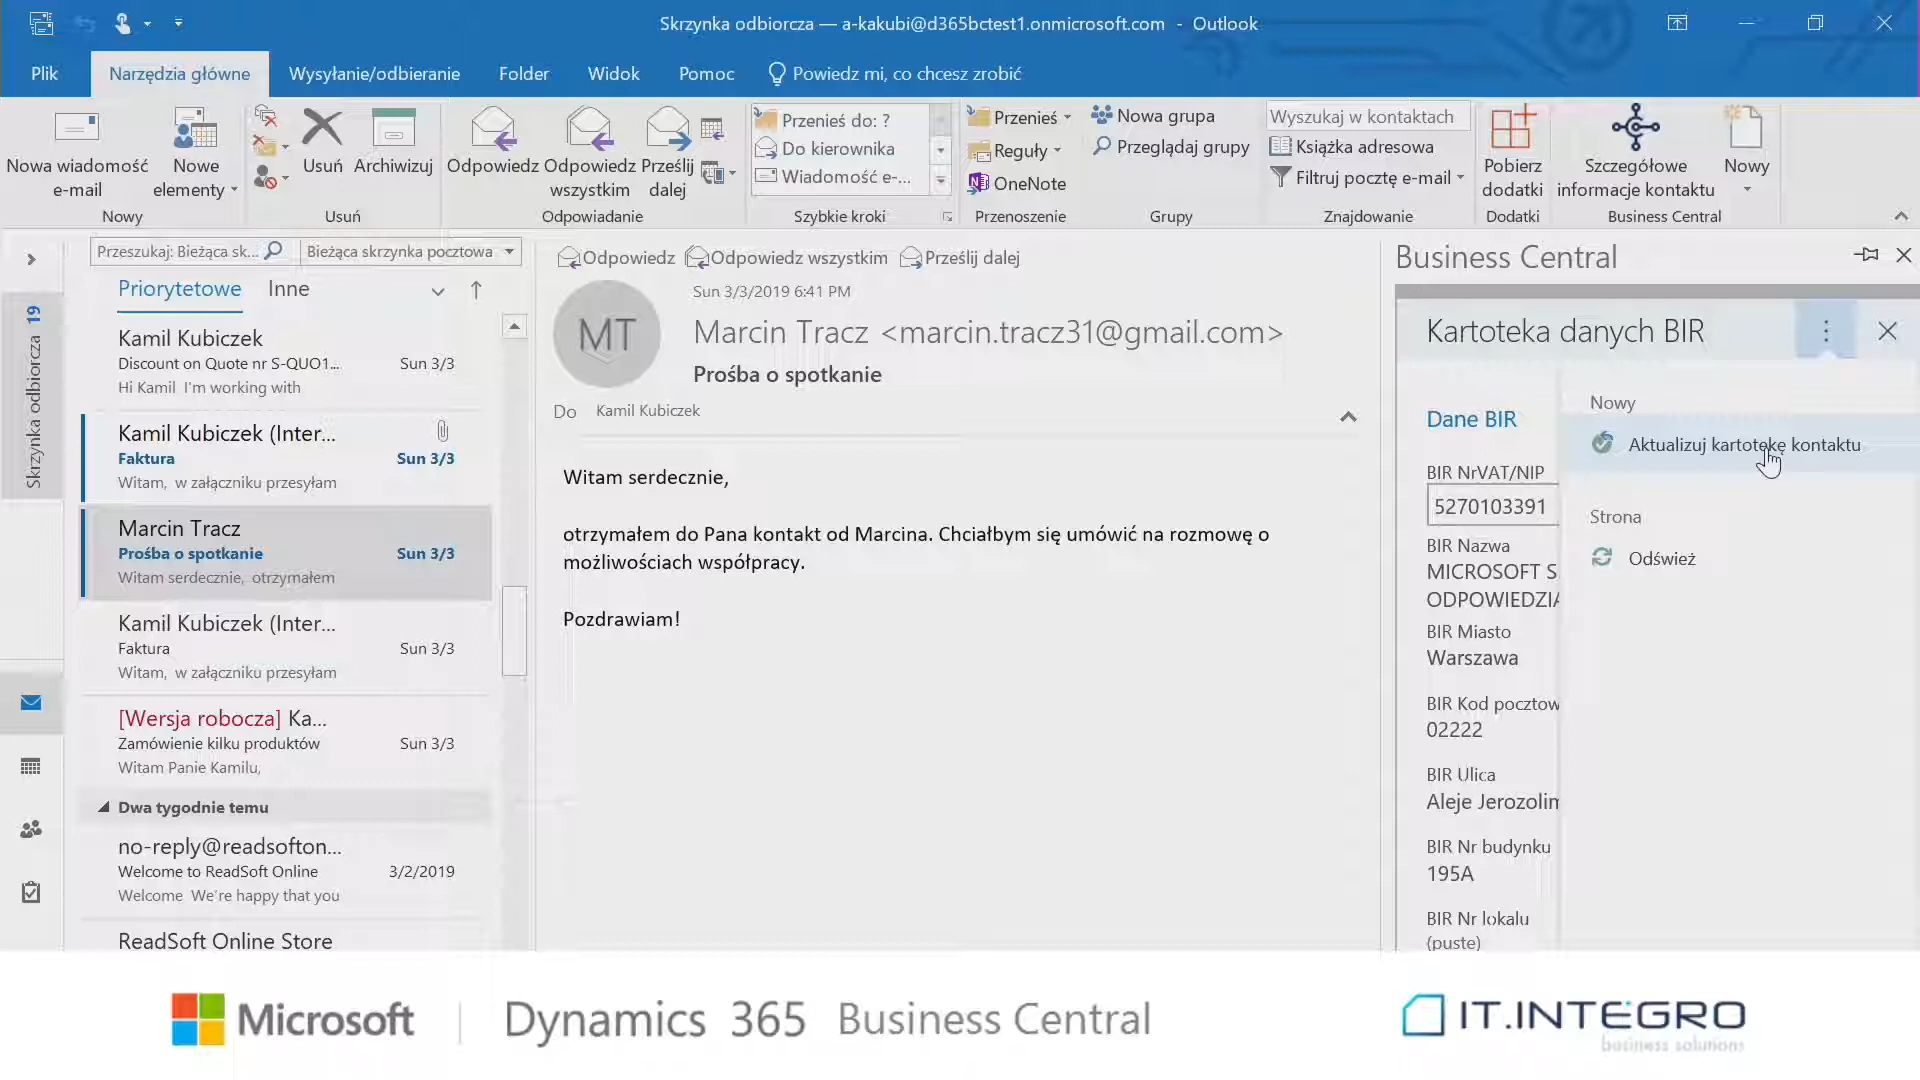 Skrzynka odbiorcza — a-kakubi@d365bctest1.onmicrosoft.com - Outlook
Plik
Narzędzia główne
Wysyłanie/odbieranie
Folder
Widok
Pomoc
Powiedz mi, co chcesz zrobić
Nowa wiadomość
e-mail
Nowe
elementy
Nowy
Usuń
Archiwizuj
Usuń
Odpowiedz
Odpowiedz
wszystkim
Prześlij
dalej
Odpowiadanie
Przenieś do: ?
Do kierownika
Wiadomość e-...
Szybkie kroki
Przenieś
Reguły
OneNote
Przenoszenie
Nowa grupa
Przeglądaj grupy
Grupy
Wyszukaj w kontaktach
Książka adresowa
Filtruj pocztę e-mail
Znajdowanie
Pobierz
dodatki
Dodatki
Szczegółowe
informacje kontaktu
Nowy
Business Central
Skrzynka odbiorcza 19
Przeszukaj: Bieżąca sk...
Bieżąca skrzynka pocztowa
Priorytetowe
Inne
Kamil Kubiczek
Discount on Quote nr S-QUO1... Sun 3/3
Hi Kamil I'm working with
Kamil Kubiczek (Inter...
Faktura Sun 3/3
Witam, w załączniku przesyłam
Marcin Tracz
Prośba o spotkanie Sun 3/3
Witam serdecznie, otrzymałem
Kamil Kubiczek (Inter...
Faktura Sun 3/3
Witam, w załączniku przesyłam
[Wersja robocza] Ka...
Zamówienie kilku produktów Sun 3/3
Witam Panie Kamilu,
Dwa tygodnie temu
no-reply@readsofton...
Welcome to ReadSoft Online 3/2/2019
Welcome We're happy that you
ReadSoft Online Store
Odpowiedz Odpowiedz wszystkim Prześlij dalej
MT
Sun 3/3/2019 6:41 PM
Marcin Tracz <marcin.tracz31@gmail.com>
Prośba o spotkanie
Do Kamil Kubiczek
Witam serdecznie,
otrzymałem do Pana kontakt od Marcina. Chciałbym się umówić na rozmowę o
możliwościach współpracy.
Pozdrawiam!
Business Central
Kartoteka danych BIR
Dane BIR
BIR NrVAT/NIP
5270103391
BIR Nazwa
MICROSOFT S
ODPOWIEDZIA
BIR Miasto
Warszawa
BIR Kod pocztow
02222
BIR Ulica
Aleje Jerozolim
BIR Nr budynku
195A
BIR Nr lokalu
(puste)
Nowy
Aktualizuj kartotekę kontaktu
Strona
Odśwież
Microsoft
Dynamics 365 Business Central
IT.INTEGRO
business solutions